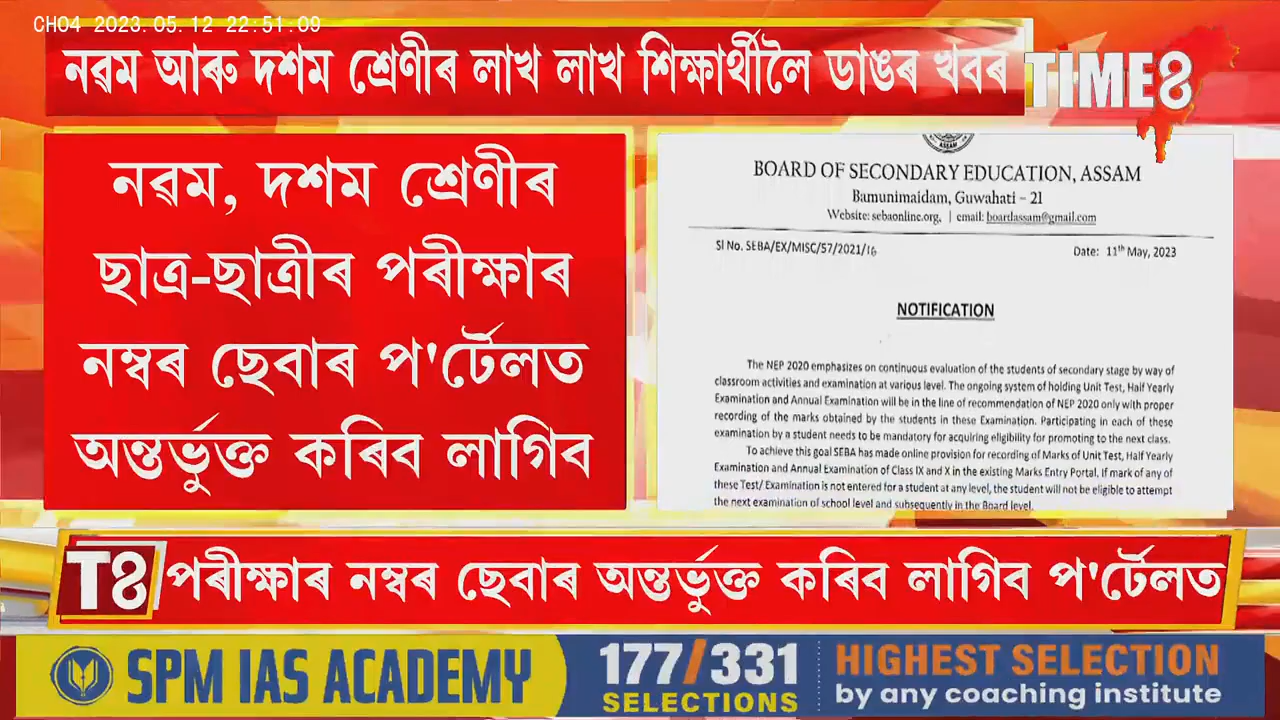 CH04 2023.05.12 22:51:09
নৱম আৰু দশম শ্ৰেণীৰ লাখ লাখ শিক্ষাৰ্থীলৈ ডাঙৰ খবৰ
TIME8
নৱম, দশম শ্ৰেণীৰ
ছাত্ৰ-ছাত্ৰীৰ পৰীক্ষাৰ
নম্বৰ ছেবাৰ প'ৰ্টেলত
অন্তৰ্ভুক্ত কৰিব লাগিব
ASSAM
BOARD OF SECONDARY EDUCATION, ASSAM
Bamunimaidam, Guwahati – 21
Website: sebaonline.org, | email: boardassam@gmail.com
Sl No. SEBA/EX/MISC/57/2021/16 Date: 11th May, 2023
NOTIFICATION
The NEP 2020 emphasizes on continuous evaluation of the students of secondary stage by way of
classroom activities and examination at various level. The ongoing system of holding Unit Test, Half Yearly
Examination and Annual Examination will be in the line of recommendation of NEP 2020 only with proper
recording of the marks obtained by the students in these Examination. Participating in each of these
examination by a student needs to be mandatory for acquiring eligibility for promoting to the next class.
To achieve this goal SEBA has made online provision for recording of Marks of Unit Test, Half Yearly
Examination and Annual Examination of Class IX and X in the existing Marks Entry Portal. If mark of any of
these Test/ Examination is not entered for a student at any level, the student will not be eligible to attempt
the next examination of school level and subsequently in the Board level.
T8 পৰীক্ষাৰ নম্বৰ ছেবাৰ অন্তৰ্ভুক্ত কৰিব লাগিব প'ৰ্টেলত
SPM IAS ACADEMY
177/331
SELECTIONS
HIGHEST SELECTION
by any coaching institute